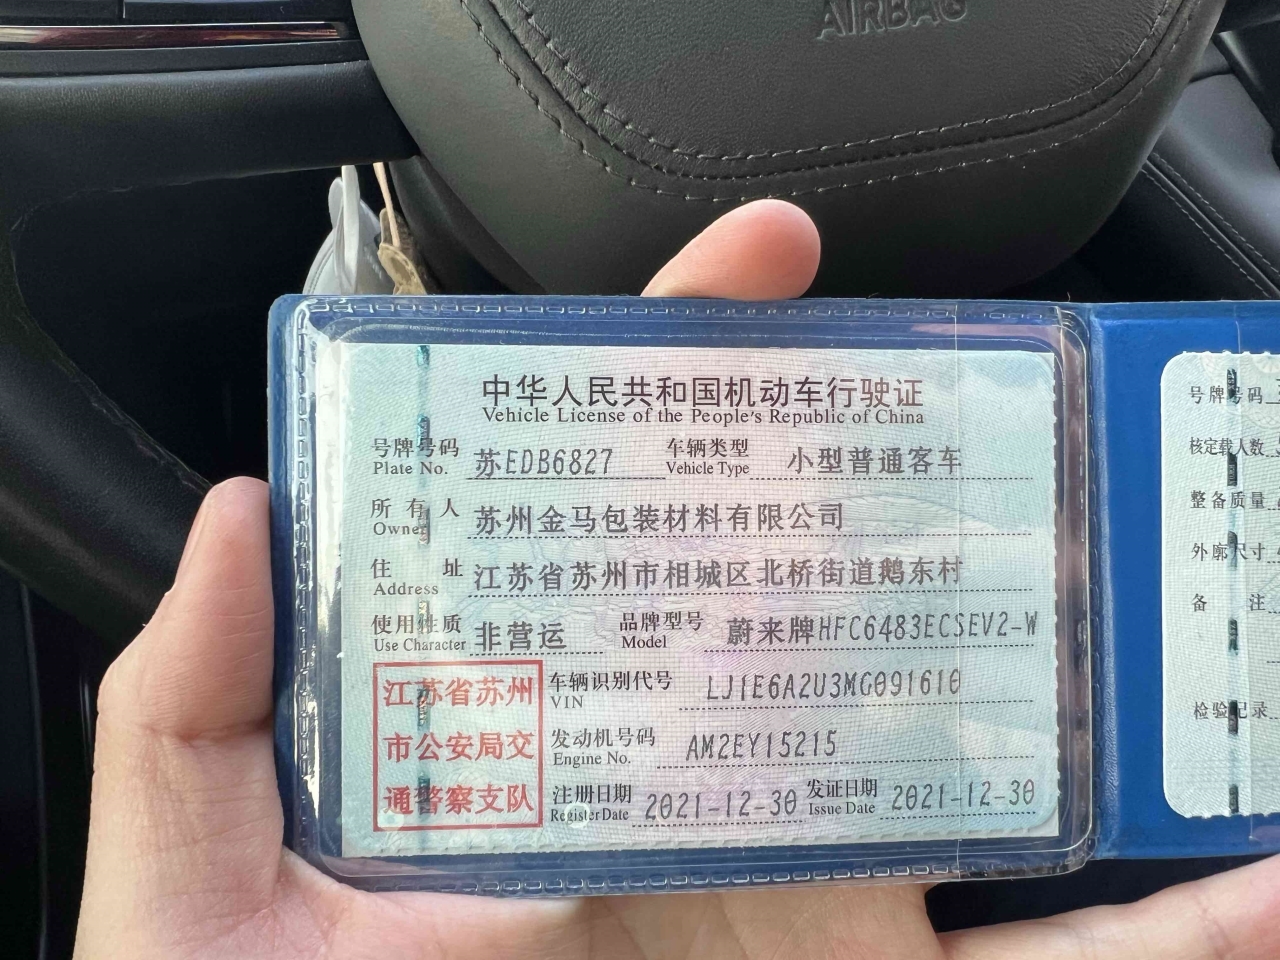 AIRBAG
中华人民共和国机动车行驶证
Vehicle License of the People's Republic of China
号牌号码 苏EDB6827 车辆类型 小型普通客车
Plate No. Vehicle Type
所有人 苏州金马包装材料有限公司
Owner
住址 江苏省苏州市相城区北桥街道鹅东村
Address
使用性质 非营运 品牌型号 蔚来牌HFC6483ECSEV2-W
Use Character Model
江苏省苏州
市公安局交
通警察支队
车辆识别代号 LJ1E6A2U3MG091610
VIN
发动机号码 AM2EY15215
Engine No.
注册日期 2021-12-30 发证日期 2021-12-30
Register Date Issue Date
号牌号码
核定载人数
整备质量
外廓尺寸
备注
检验记录